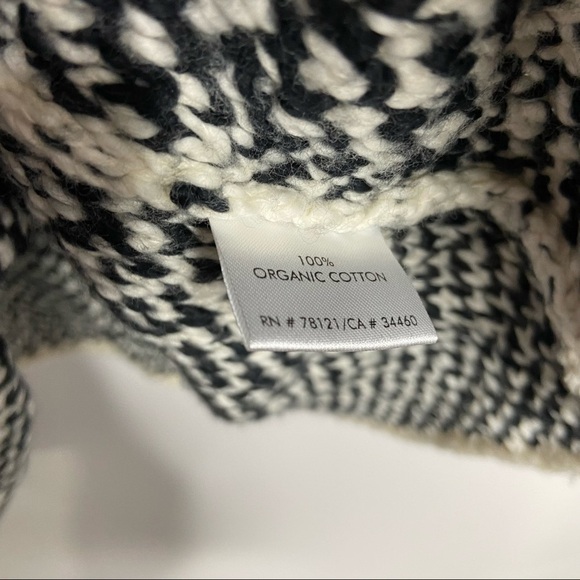 100%
ORGANIC COTTON
RN # 78121/CA # 34460